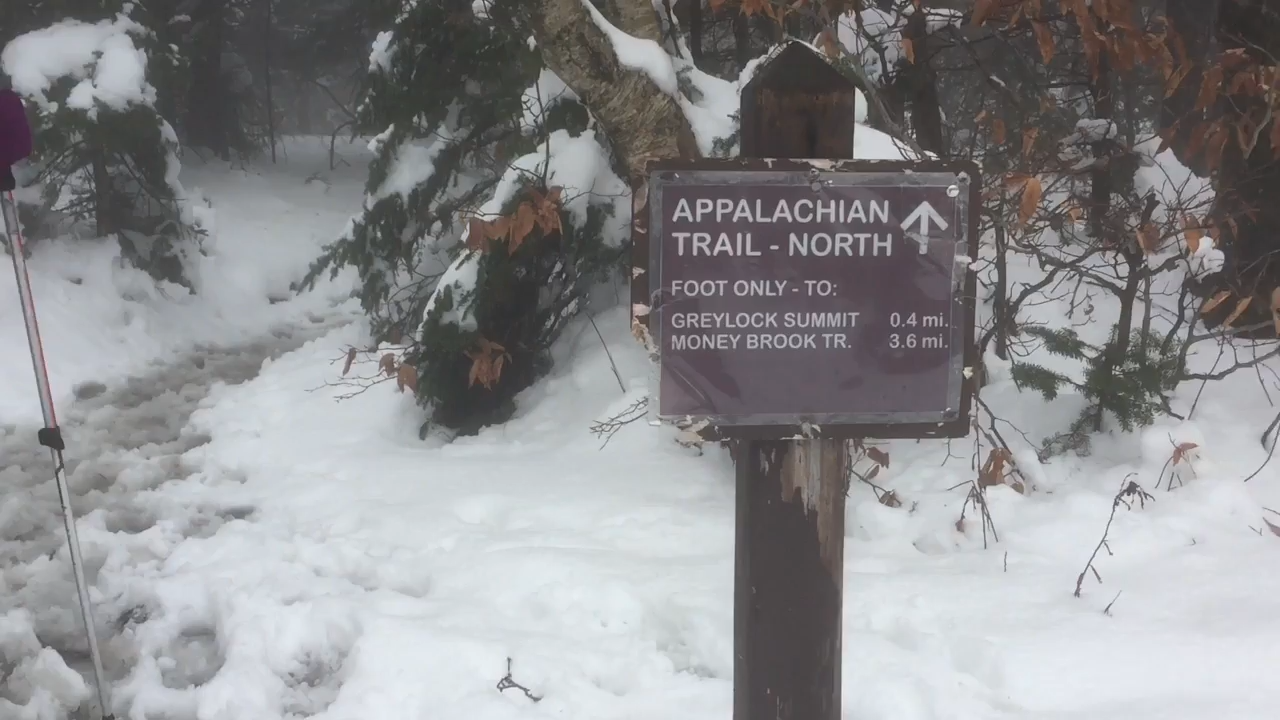 APPALACHIAN
TRAIL - NORTH
FOOT ONLY - TO:
GREYLOCK SUMMIT 0.4 mi.
MONEY BROOK TR. 3.6 mi.